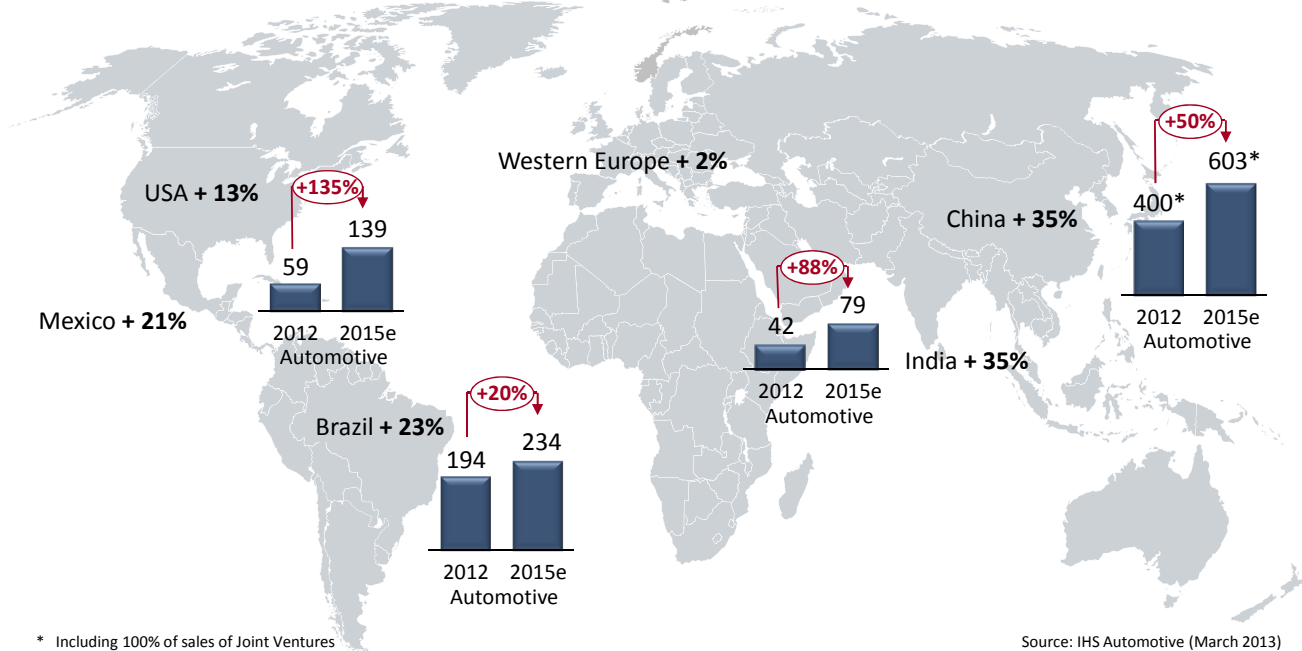 Western Europe + 2%
USA + 13%
+135%
139
59
2012 2015e
Automotive
Mexico + 21%
Brazil + 23%
+20%
234
194
2012 2015e
Automotive
+88%
79
42
2012 2015e
Automotive
India + 35%
China + 35%
+50%
603*
400*
2012 2015e
Automotive
* Including 100% of sales of Joint Ventures
Source: IHS Automotive (March 2013)